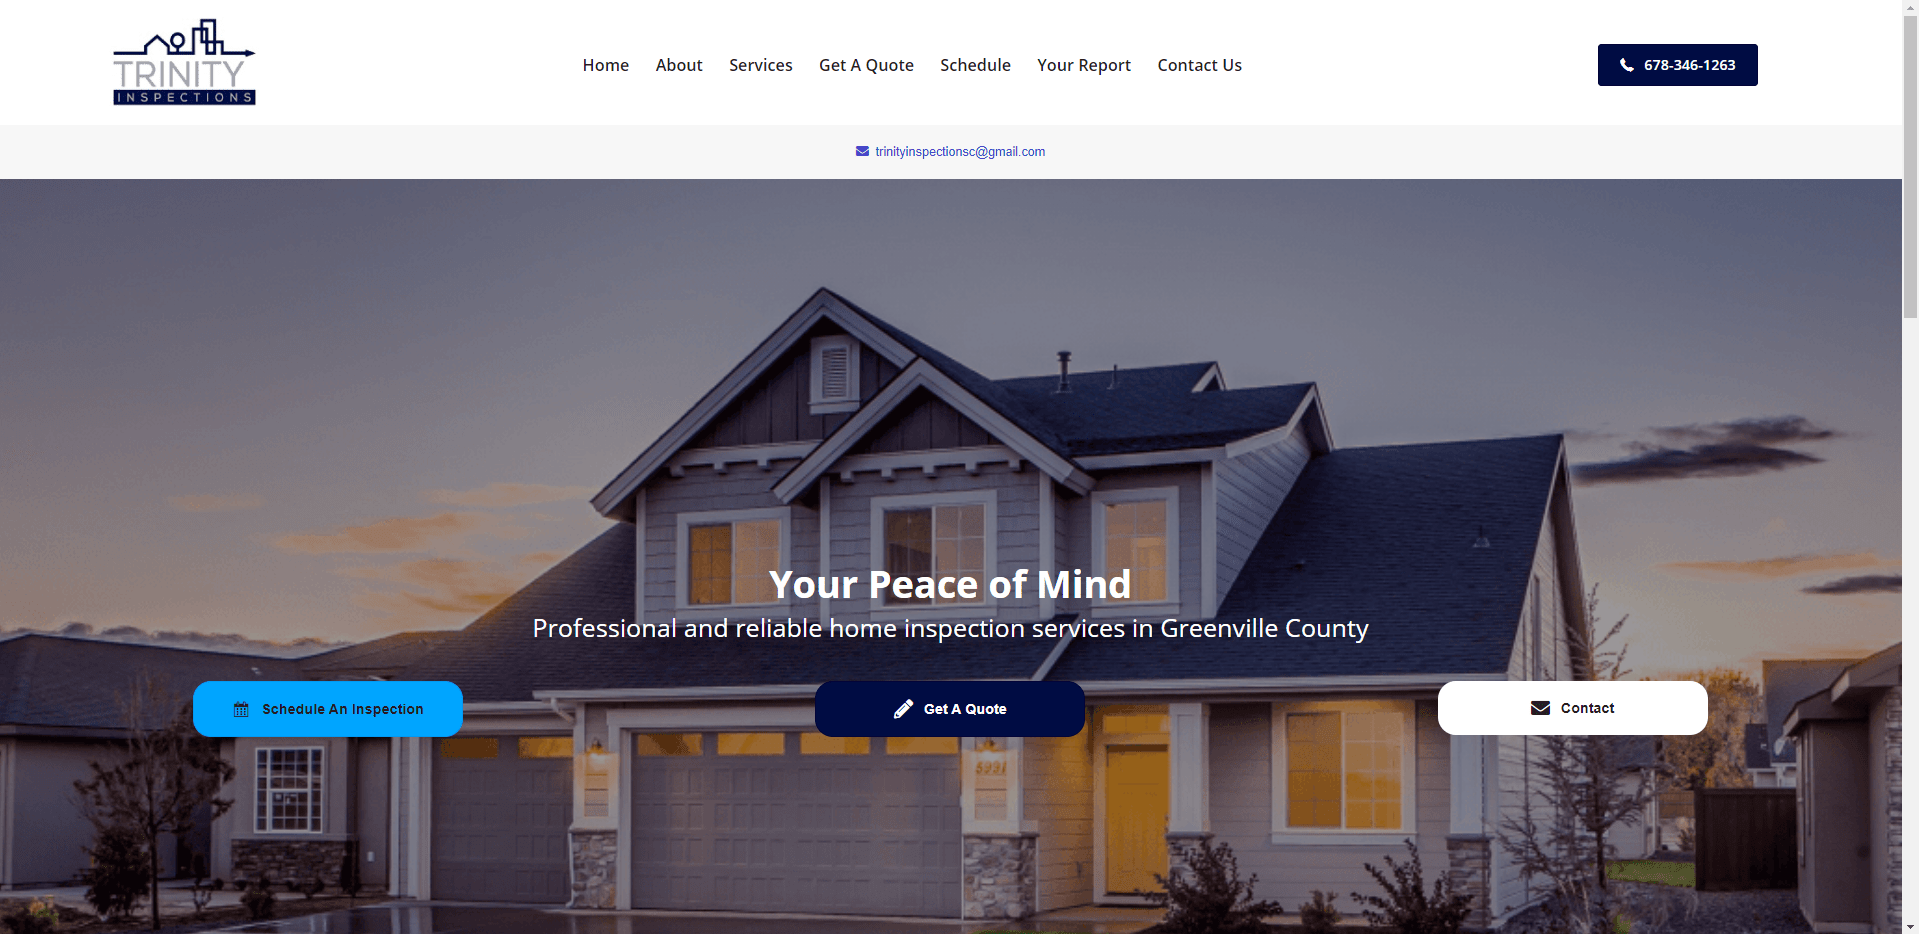 TRINITY
INSPECTIONS
Home About Services Get A Quote Schedule Your Report Contact Us
678-346-1263
trinityinspectionsc@gmail.com
Your Peace of Mind
Professional and reliable home inspection services in Greenville County
Schedule An Inspection
Get A Quote
Contact
5991